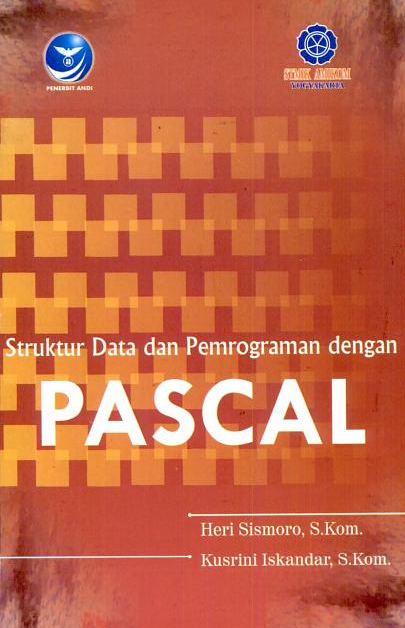 PENERBIT ANDI
STMIK AMIKOM
YOGYAKARTA
Struktur Data dan Pemrograman dengan
PASCAL
Heri Sismoro, S.Kom.
Kusrini Iskandar, S.Kom.